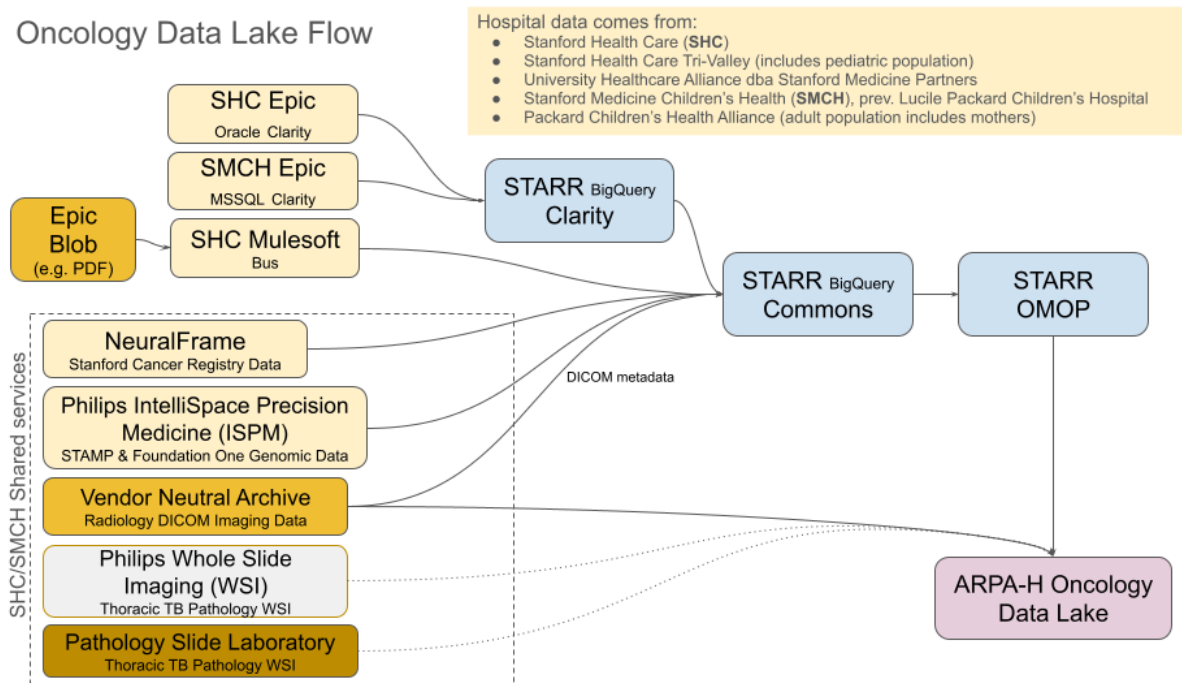 Oncology Data Lake Flow
Hospital data comes from:
● Stanford Health Care (SHC)
● Stanford Health Care Tri-Valley (includes pediatric population)
● University Healthcare Alliance dba Stanford Medicine Partners
● Stanford Medicine Children's Health (SMCH), prev. Lucile Packard Children's Hospital
● Packard Children's Health Alliance (adult population includes mothers)
SHC Epic
Oracle Clarity
SMCH Epic
MSSQL Clarity
Epic
Blob
(e.g. PDF)
SHC Mulesoft
Bus
STARR BigQuery
Clarity
STARR BigQuery
Commons
STARR
OMOP
SHC/SMCH Shared services
NeuralFrame
Stanford Cancer Registry Data
Philips IntelliSpace Precision
Medicine (ISPM)
STAMP & Foundation One Genomic Data
DICOM metadata
Vendor Neutral Archive
Radiology DICOM Imaging Data
Philips Whole Slide
Imaging (WSI)
Thoracic TB Pathology WSI
Pathology Slide Laboratory
Thoracic TB Pathology WSI
ARPA-H Oncology
Data Lake